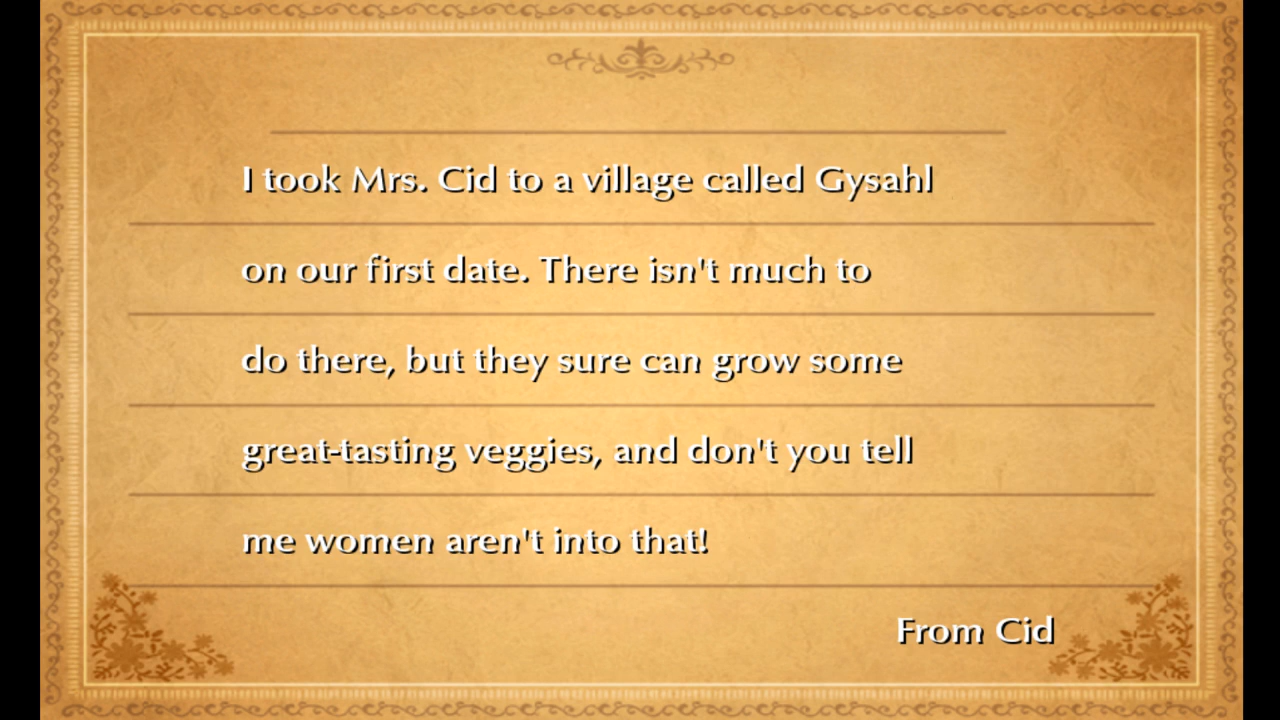 I took Mrs. Cid to a village called Gysahl
on our first date. There isn't much to
do there, but they sure can grow some
great-tasting veggies, and don't you tell
me women aren't into that!
From Cid